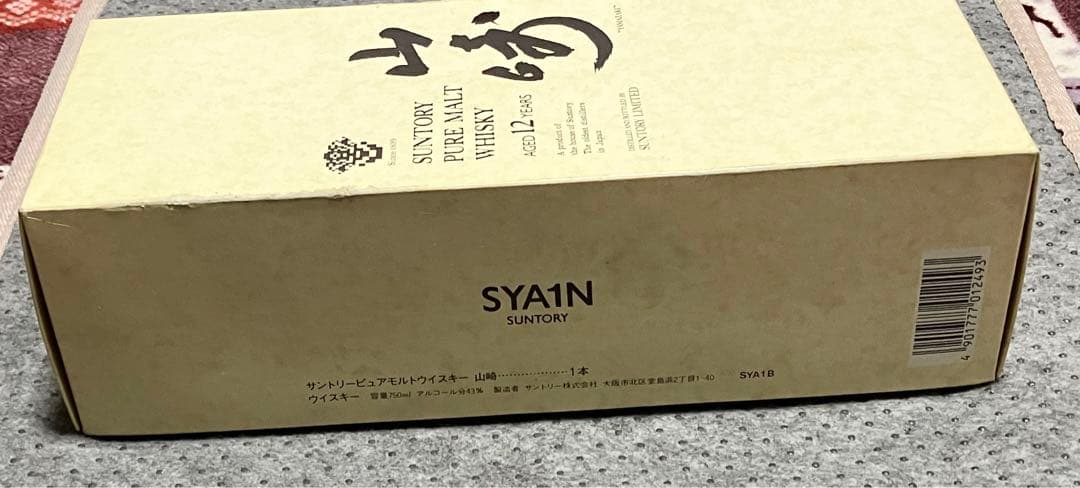 山崎
"YAMAZAKI"
Since 1923
SUNTORY
PURE MALT
WHISKY
AGED 12 YEARS
A product of
the house of Suntory
The oldest distillers
in Japan
DISTILLED AND BOTTLED BY
SUNTORY LIMITED
SYA1N
SUNTORY
サントリーピュアモルトウイスキー 山崎………………1本
ウイスキー 容量750ml アルコール分43% 製造者 サントリー株式会社 大阪市北区堂島浜2丁目1-40 SYA1B
4 901777 012493